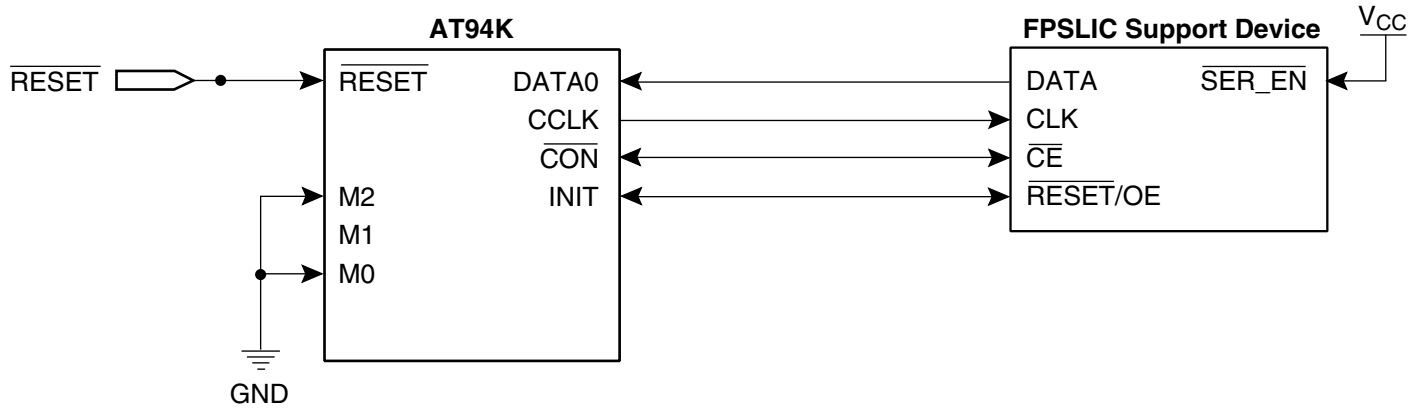 AT94K
FPSLIC Support Device
VCC
RESET
RESET
DATA0
DATA
SER_EN
CCLK
CLK
CON
CE
M2
INIT
RESET/OE
M1
M0
GND